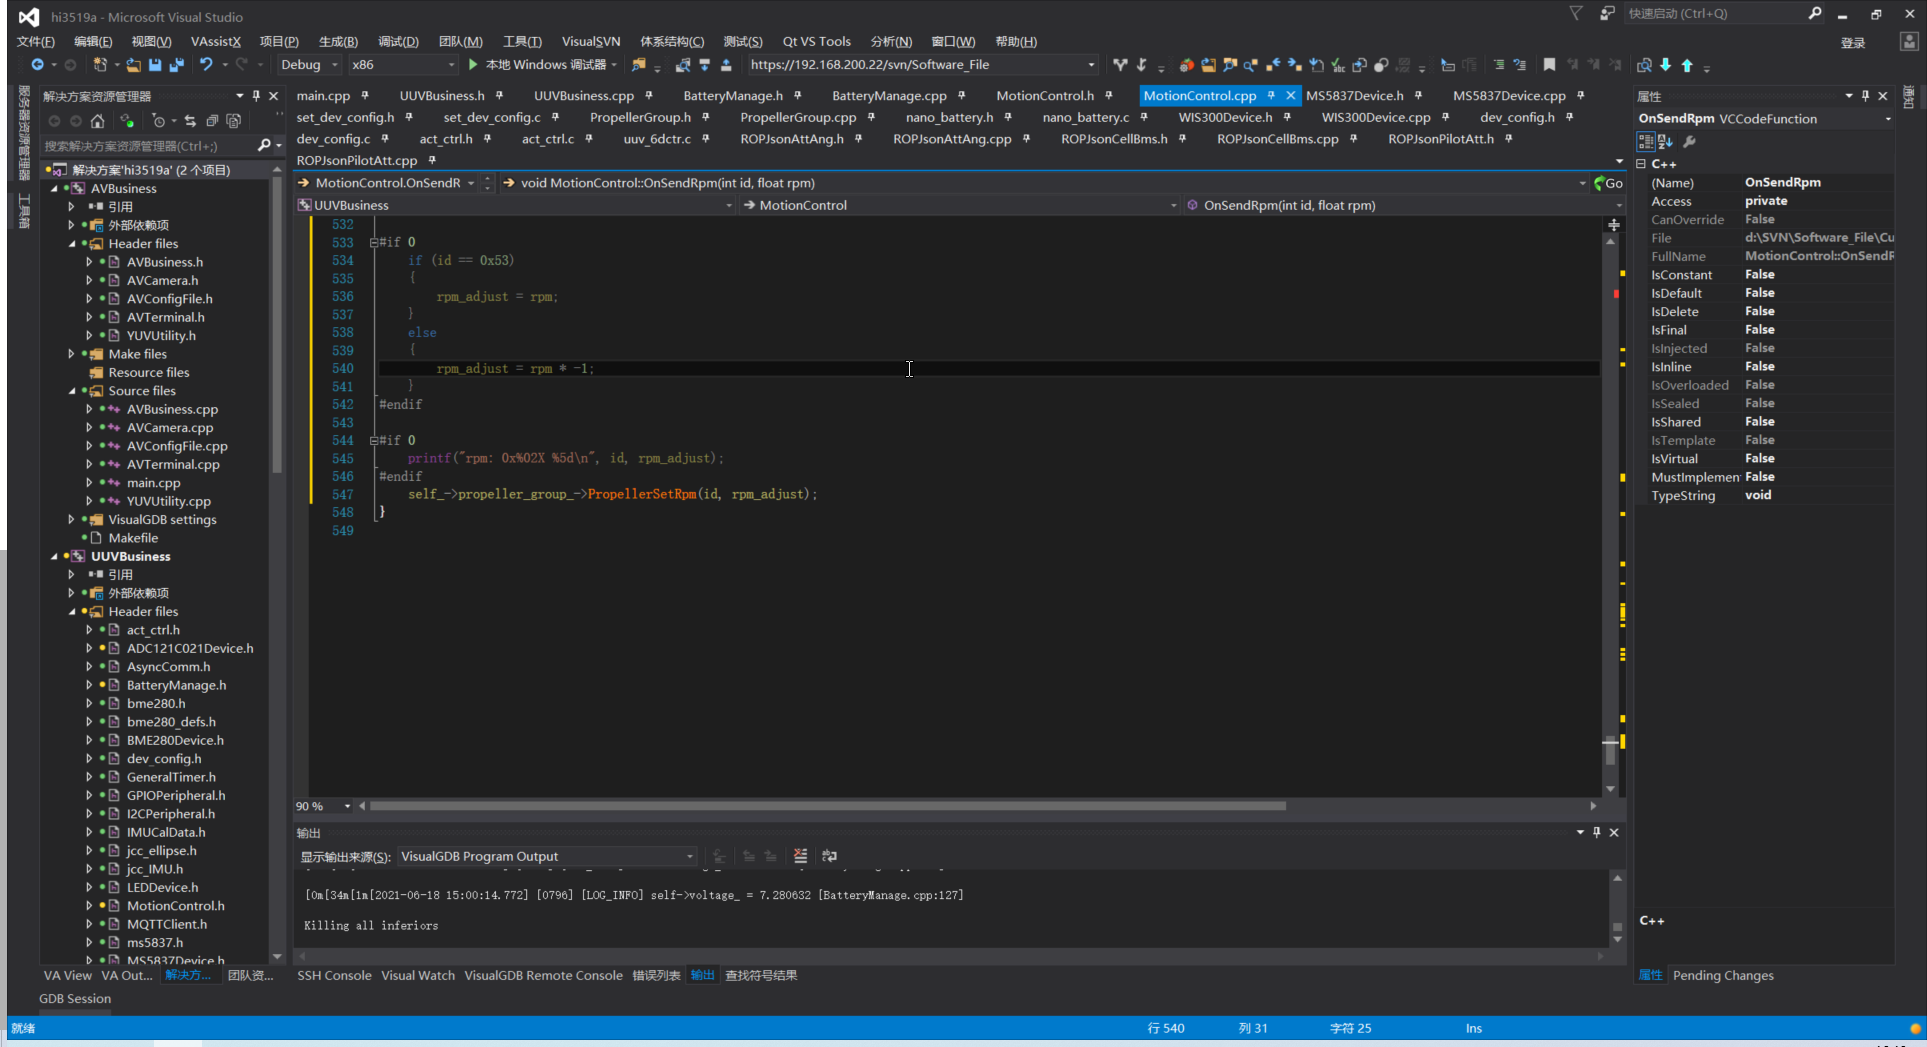 hi3519a - Microsoft Visual Studio
快速启动 (Ctrl+Q)
文件(F) 编辑(E) 视图(V) VAssistX 项目(P) 生成(B) 调试(D) 团队(M) 工具(T) VisualSVN 体系结构(C) 测试(S) Qt VS Tools 分析(N) 窗口(W) 帮助(H)
登录
Debug x86 本地 Windows 调试器 https://192.168.200.22/svn/Software_File
服务器资源管理器
工具箱
解决方案资源管理器
搜索解决方案资源管理器(Ctrl+;)
解决方案'hi3519a' (2 个项目)
AVBusiness
引用
外部依赖项
Header files
AVBusiness.h
AVCamera.h
AVConfigFile.h
AVTerminal.h
YUVUtility.h
Make files
Resource files
Source files
AVBusiness.cpp
AVCamera.cpp
AVConfigFile.cpp
AVTerminal.cpp
main.cpp
YUVUtility.cpp
VisualGDB settings
Makefile
UUVBusiness
引用
外部依赖项
Header files
act_ctrl.h
ADC121C021Device.h
AsyncComm.h
BatteryManage.h
bme280.h
bme280_defs.h
BME280Device.h
dev_config.h
GeneralTimer.h
GPIOPeripheral.h
I2CPeripheral.h
IMUCalData.h
jcc_ellipse.h
jcc_IMU.h
LEDDevice.h
MotionControl.h
MQTTClient.h
ms5837.h
MS5837Device.h
VA View VA Out... 解决方... 团队资...
GDB Session
main.cpp UUVBusiness.h UUVBusiness.cpp BatteryManage.h BatteryManage.cpp MotionControl.h MotionControl.cpp MS5837Device.h MS5837Device.cpp
set_dev_config.h set_dev_config.c PropellerGroup.h PropellerGroup.cpp nano_battery.h nano_battery.c WIS300Device.h WIS300Device.cpp dev_config.h
dev_config.c act_ctrl.h act_ctrl.c uuv_6dctr.c ROPJsonAttAng.h ROPJsonAttAng.cpp ROPJsonCellBms.h ROPJsonCellBms.cpp ROPJsonPilotAtt.h
ROPJsonPilotAtt.cpp
MotionControl.OnSendR void MotionControl::OnSendRpm(int id, float rpm) Go
UUVBusiness MotionControl OnSendRpm(int id, float rpm)
532
533 #if 0
534 if (id == 0x53)
535 {
536 rpm_adjust = rpm;
537 }
538 else
539 {
540 rpm_adjust = rpm * -1;
541 }
542 #endif
543
544 #if 0
545 printf("rpm: 0x%02X %5d\n", id, rpm_adjust);
546 #endif
547 self_->propeller_group_->PropellerSetRpm(id, rpm_adjust);
548 }
549
90 %
输出
显示输出来源(S): VisualGDB Program Output
[0m[34m[1m[2021-06-18 15:00:14.772] [0796] [LOG_INFO] self->voltage_ = 7.280632 [BatteryManage.cpp:127]
Killing all inferiors
SSH Console Visual Watch VisualGDB Remote Console 错误列表 输出 查找符号结果
属性
OnSendRpm VCCodeFunction
C++
(Name) OnSendRpm
Access private
CanOverride False
File d:\SVN\Software_File\Cu
FullName MotionControl::OnSendR
IsConstant False
IsDefault False
IsDelete False
IsFinal False
IsInjected False
IsInline False
IsOverloaded False
IsSealed False
IsShared False
IsTemplate False
IsVirtual False
MustImplemen False
TypeString void
C++
属性 Pending Changes
通知
就绪 行 540 列 31 字符 25 Ins